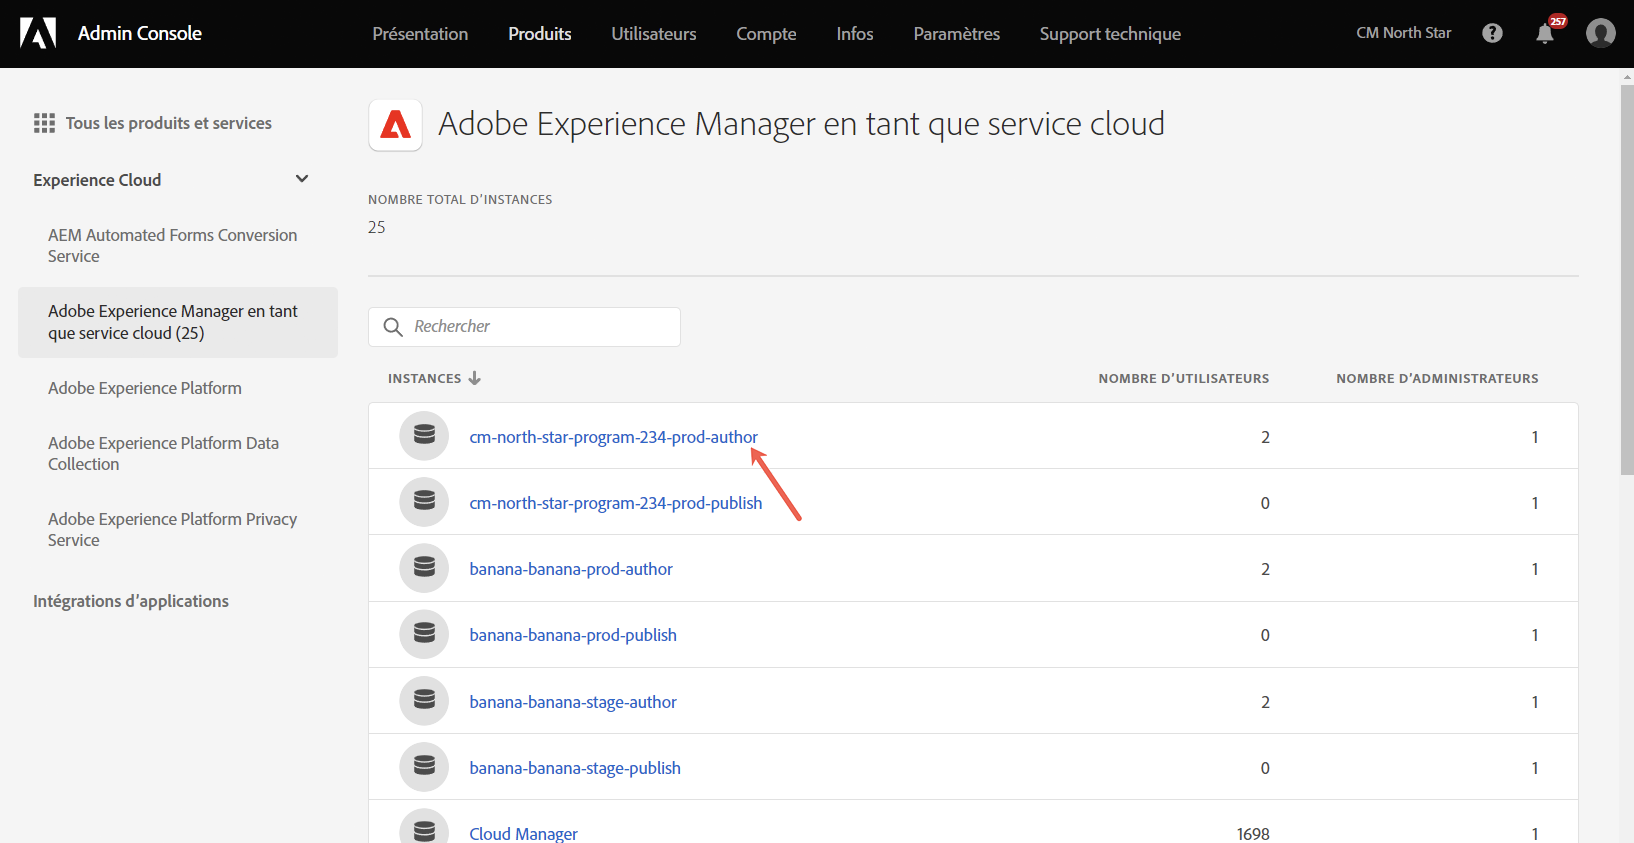 Admin Console
Présentation
Produits
Utilisateurs
Compte
Infos
Paramètres
Support technique
CM North Star
257
Tous les produits et services
Experience Cloud
AEM Automated Forms Conversion
Service
Adobe Experience Manager en tant
que service cloud (25)
Adobe Experience Platform
Adobe Experience Platform Data
Collection
Adobe Experience Platform Privacy
Service
Intégrations d’applications
Adobe Experience Manager en tant que service cloud
NOMBRE TOTAL D’INSTANCES
25
Rechercher
INSTANCES NOMBRE D’UTILISATEURS NOMBRE D’ADMINISTRATEURS
cm-north-star-program-234-prod-author 2 1
cm-north-star-program-234-prod-publish 0 1
banana-banana-prod-author 2 1
banana-banana-prod-publish 0 1
banana-banana-stage-author 2 1
banana-banana-stage-publish 0 1
Cloud Manager 1698 1